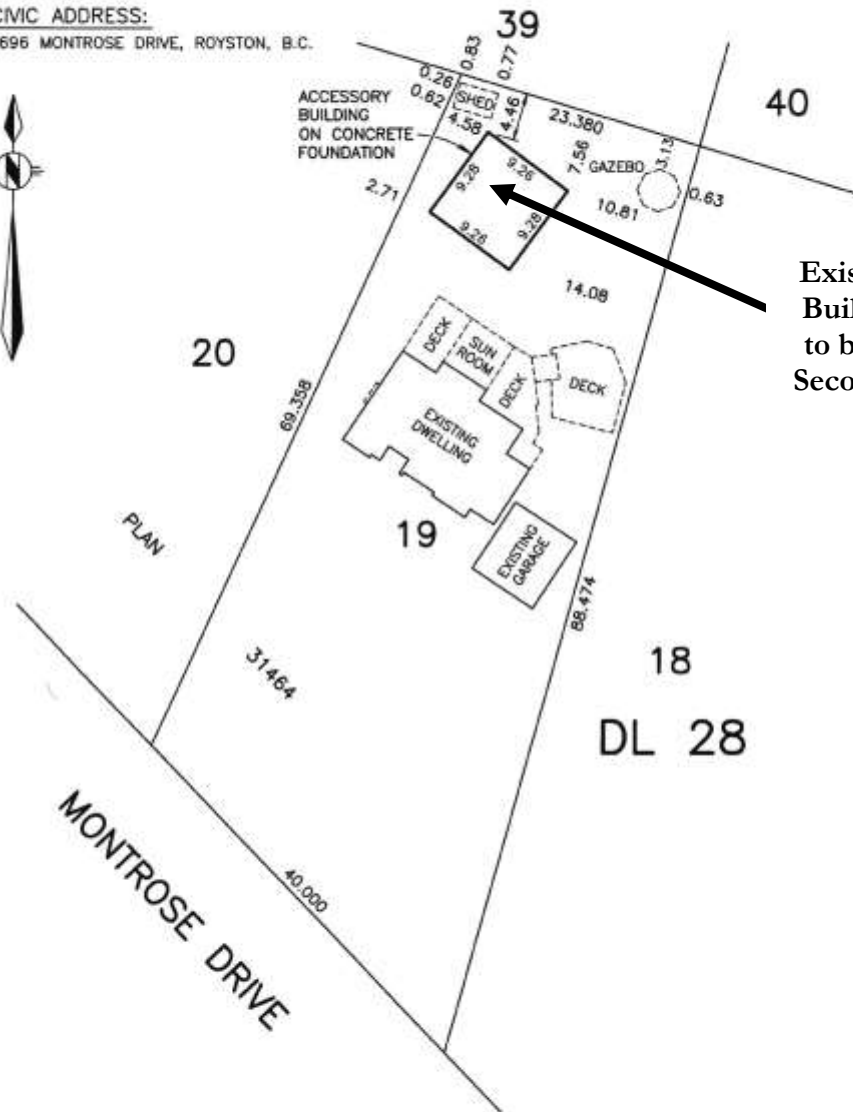 CIVIC ADDRESS:
696 MONTROSE DRIVE, ROYSTON, B.C.
39
40
0.83
0.77
0.26
0.62
SHED
4.58
4.46
23.380
ACCESSORY
BUILDING
ON CONCRETE
FOUNDATION
7.56
GAZEBO
3.13
0.63
10.81
9.26
9.28
9.28
9.26
2.71
14.08
20
DECK
SUN
ROOM
DECK
DECK
69.358
EXISTING
DWELLING
19
EXISTING
GARAGE
PLAN
31464
88.474
18
DL 28
MONTROSE DRIVE
40.000
Exis
Buil
to b
Seco